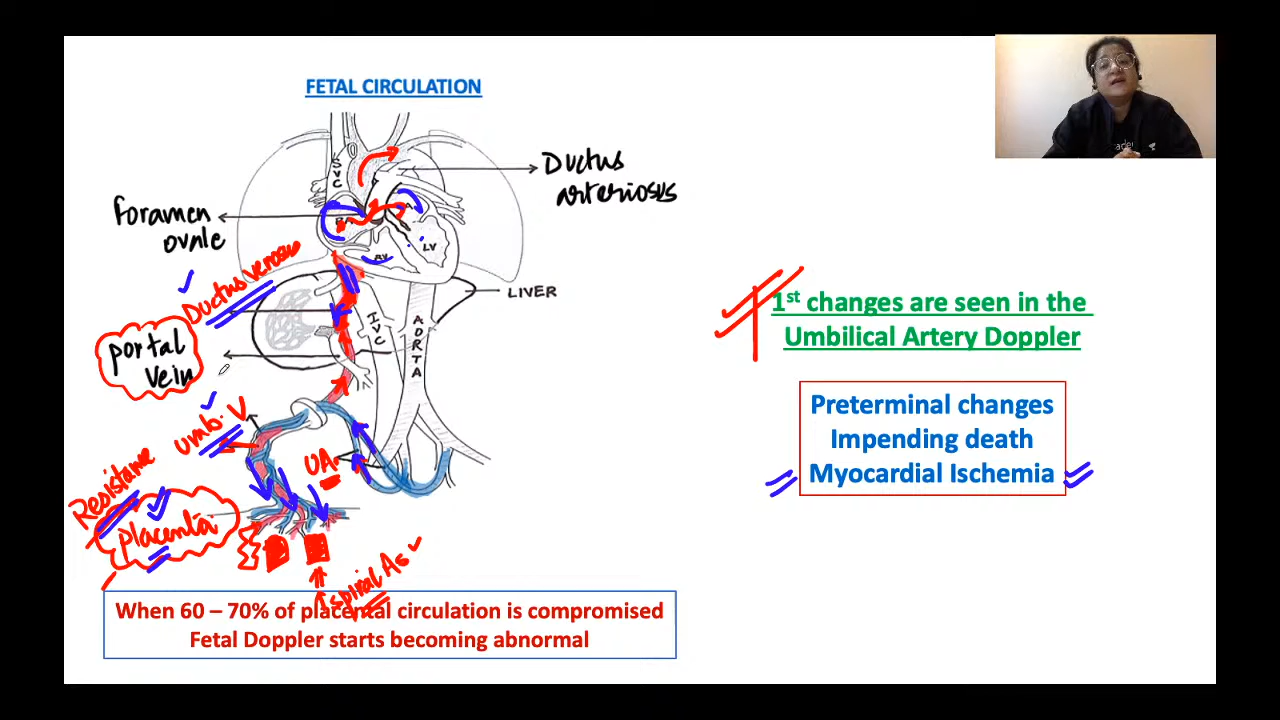 FETAL CIRCULATION
SVC
Ductus
arteriosus
foramen
ovale
RA
LV
RV
Ductus Venosus
LIVER
IVC
AORTA
portal
vein
umb. V
UA
Resistance
placenta
spiral As
When 60 – 70% of placental circulation is compromised
Fetal Doppler starts becoming abnormal
1st changes are seen in the
Umbilical Artery Doppler
Preterminal changes
Impending death
Myocardial Ischemia